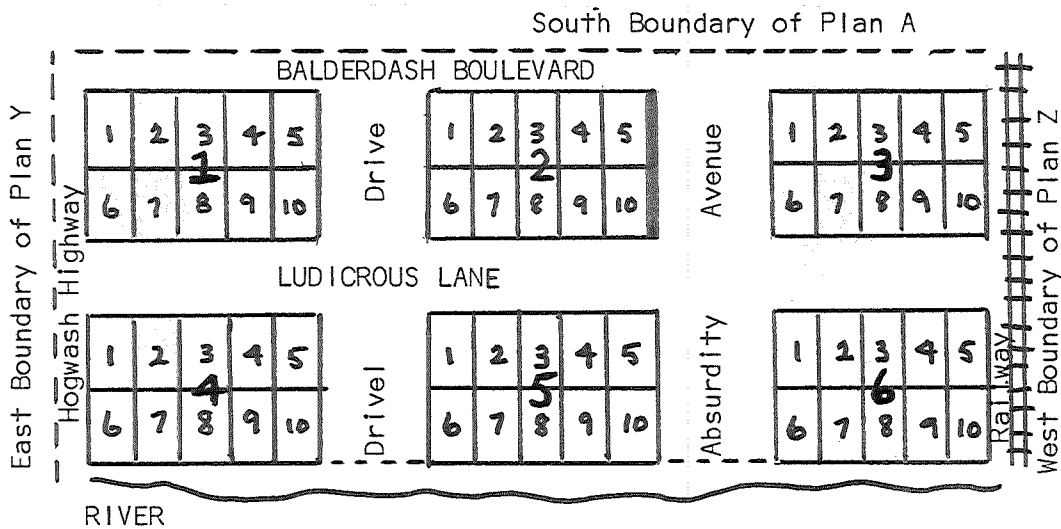 South Boundary of Plan A
BALDERDASH BOULEVARD
East Boundary of Plan Y
Hogwash Highway
1 2 3 4 5
1
6 7 8 9 10
Drive
1 2 3 4 5
2
6 7 8 9 10
Avenue
1 2 3 4 5
3
6 7 8 9 10
West Boundary of Plan Z
Railway
LUDICROUS LANE
1 2 3 4 5
4
6 7 8 9 10
Drivel
1 2 3 4 5
5
6 7 8 9 10
Absurdity
1 2 3 4 5
6
6 7 8 9 10
RIVER